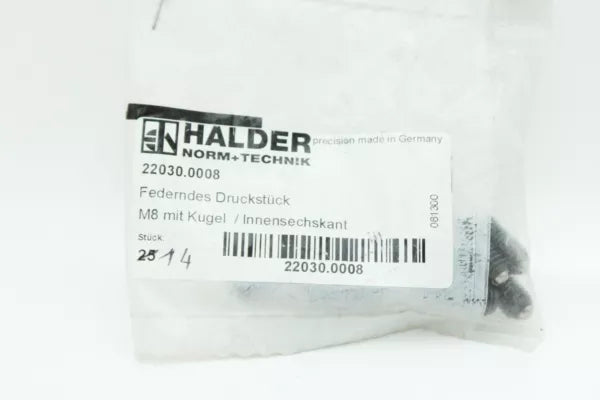 HALDER
NORM+TECHNIK
precision made in Germany
22030.0008
Federndes Druckstück
M8 mit Kugel / Innensechskant
081300
Stück:
25 14
22030.0008